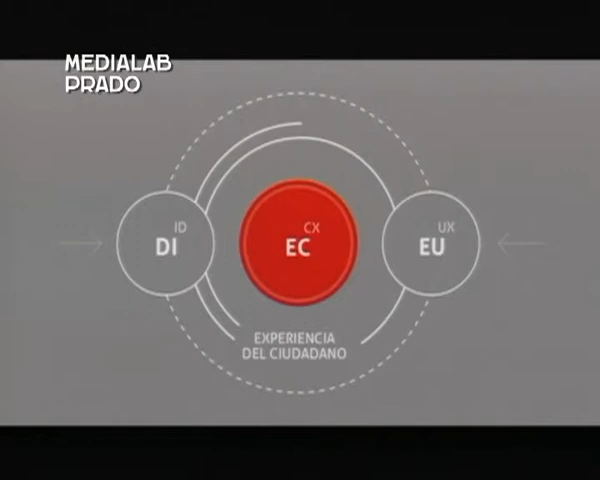 MEDIALAB
PRADO
ID
DI
CX
EC
UX
EU
EXPERIENCIA
DEL CIUDADANO